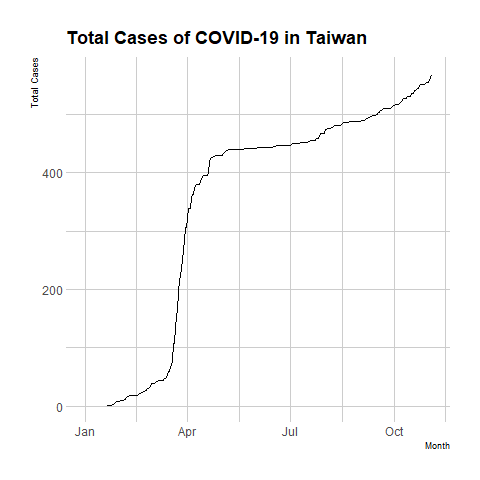 Total Cases of COVID-19 in Taiwan
Total Cases
400
200
0
Jan Apr Jul Oct
Month